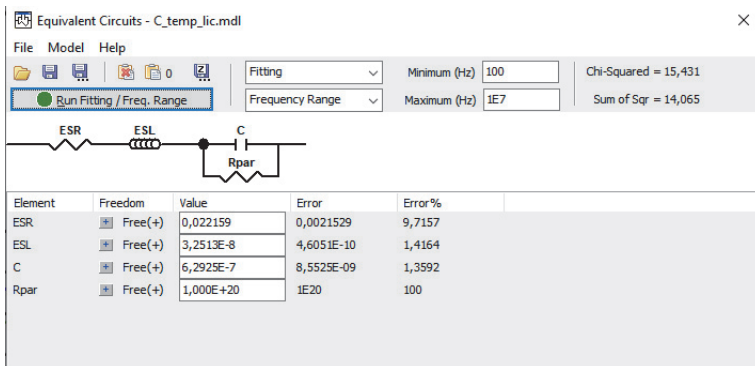 Equivalent Circuits - C_temp_lic.mdl
File Model Help
0 Z Fitting Minimum (Hz) 100 Chi-Squared = 15,431
Run Fitting / Freq. Range Frequency Range Maximum (Hz) 1E7 Sum of Sqr = 14,065
ESR ESL C
Rpar
Element Freedom Value Error Error%
ESR + Free(+) 0,022159 0,0021529 9,7157
ESL + Free(+) 3,2513E-8 4,6051E-10 1,4164
C + Free(+) 6,2925E-7 8,5525E-09 1,3592
Rpar + Free(+) 1,000E+20 1E20 100